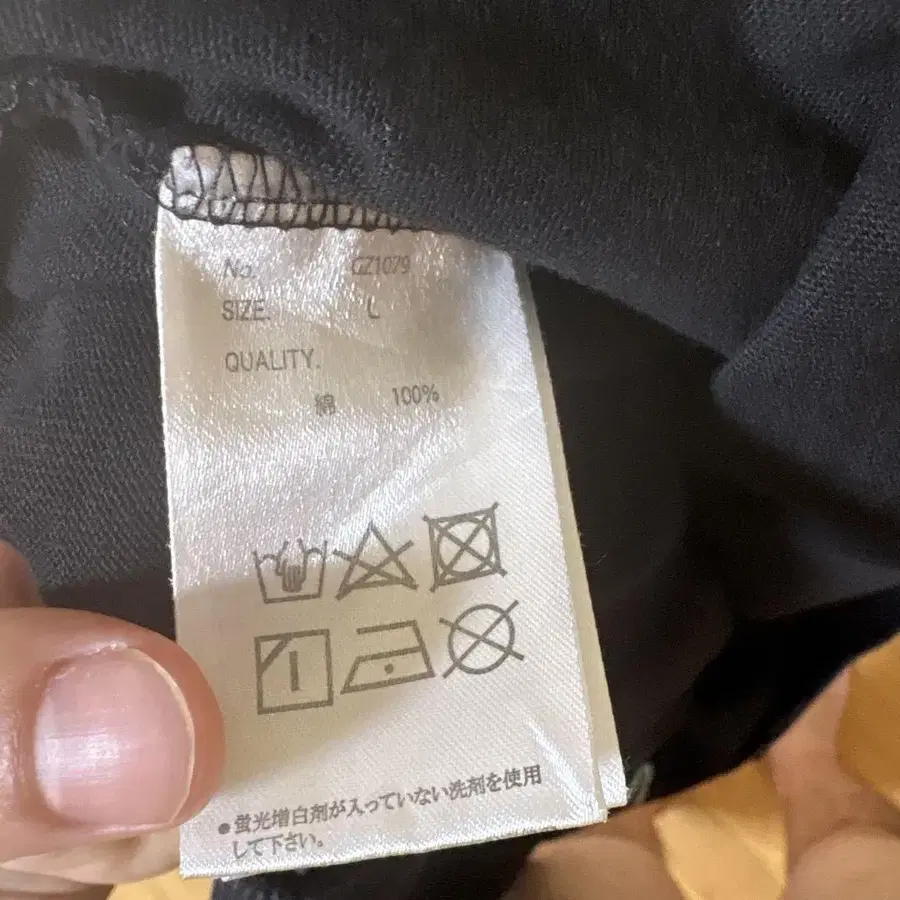 No. GZ1079
SIZE. L
QUALITY.
綿 100%
●蛍光増白剤が入っていない洗剤を使用
して下さい。